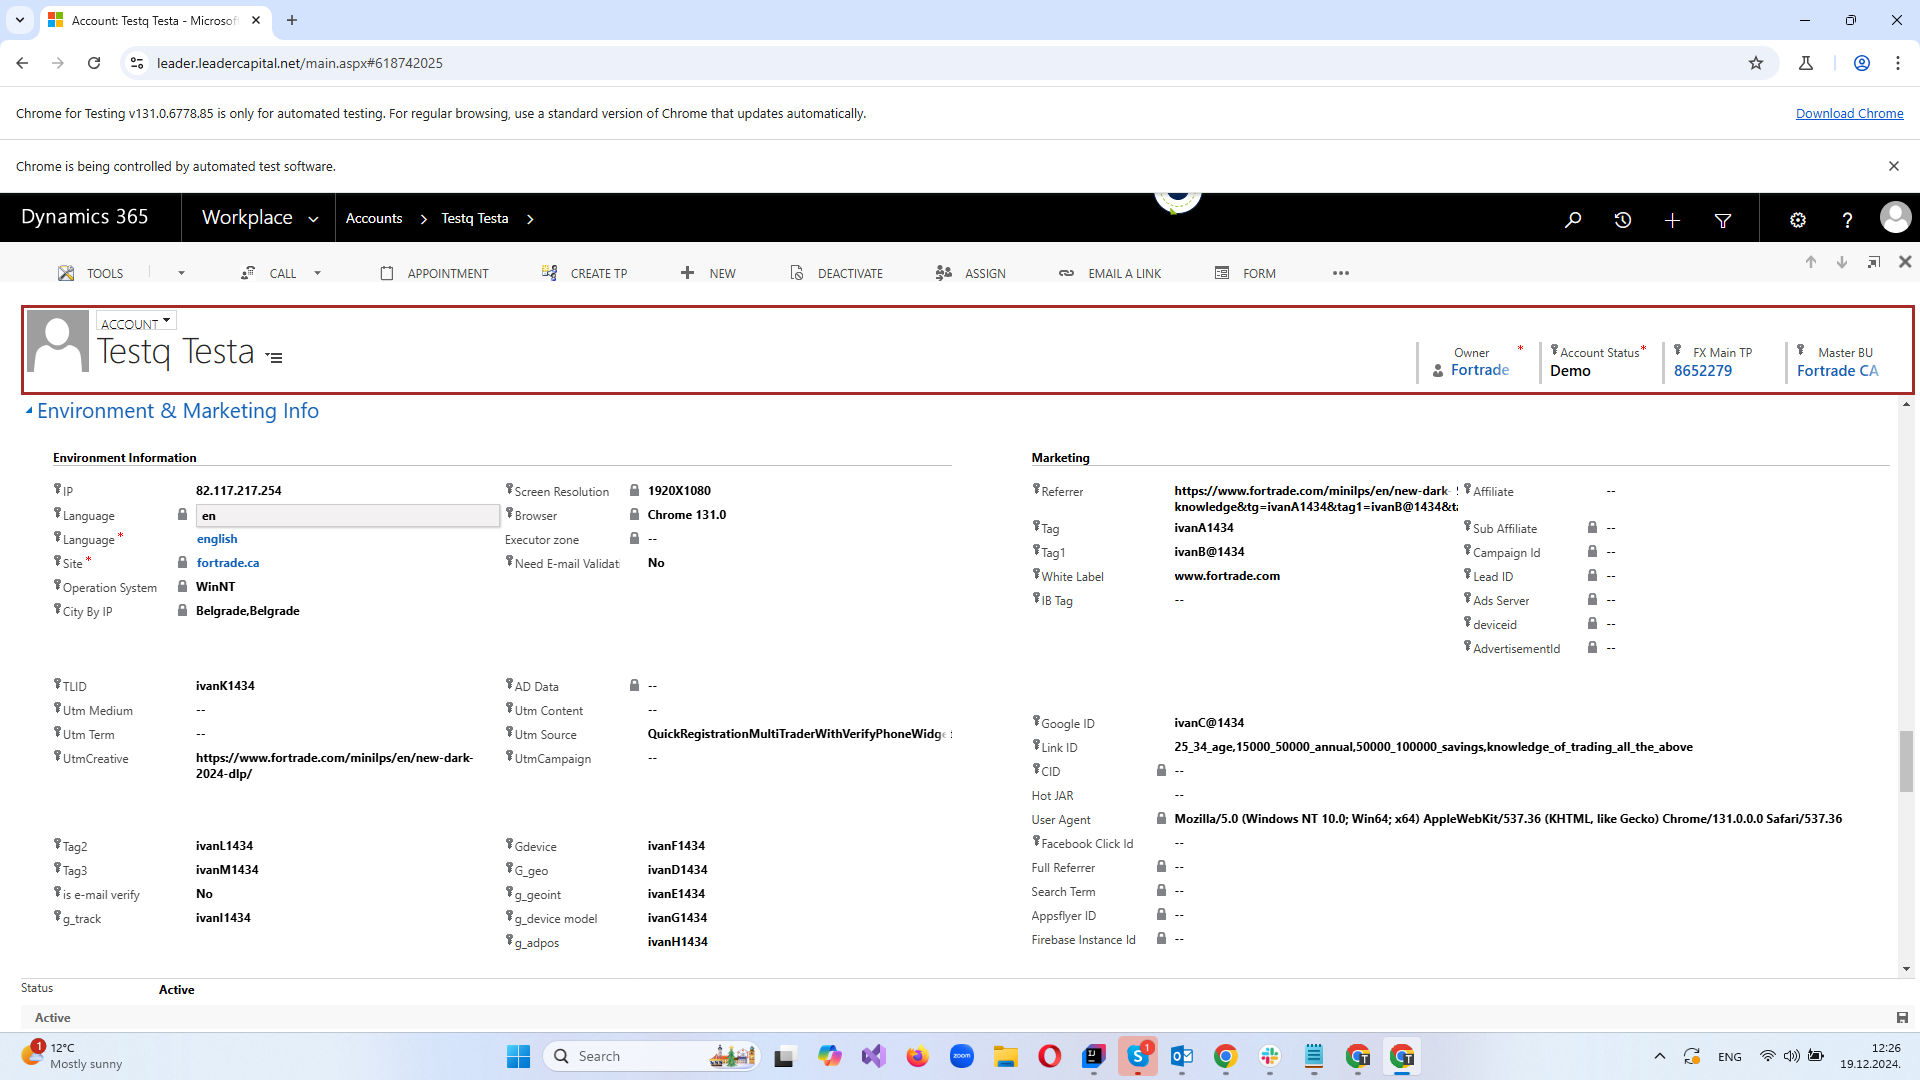 Account: Testq Testa - Microsof
leader.leadercapital.net/main.aspx#618742025
Chrome for Testing v131.0.6778.85 is only for automated testing. For regular browsing, use a standard version of Chrome that updates automatically.
Download Chrome
Chrome is being controlled by automated test software.
Dynamics 365
Workplace
Accounts
Testq Testa
TOOLS
CALL
APPOINTMENT
CREATE TP
NEW
DEACTIVATE
ASSIGN
EMAIL A LINK
FORM
ACCOUNT
Testq Testa
Owner *
Fortrade
Account Status *
Demo
FX Main TP
8652279
Master BU
Fortrade CA
Environment & Marketing Info
Environment Information
IP 82.117.217.254
Language en
Language * english
Site * fortrade.ca
Operation System WinNT
City By IP Belgrade,Belgrade
Screen Resolution 1920X1080
Browser Chrome 131.0
Executor zone --
Need E-mail Validat No
TLID ivanK1434
Utm Medium --
Utm Term --
UtmCreative https://www.fortrade.com/minilps/en/new-dark-
2024-dlp/
AD Data --
Utm Content --
Utm Source QuickRegistrationMultiTraderWithVerifyPhoneWidge
UtmCampaign --
Tag2 ivanL1434
Tag3 ivanM1434
is e-mail verify No
g_track ivanI1434
Gdevice ivanF1434
G_geo ivanD1434
g_geoint ivanE1434
g_device model ivanG1434
g_adpos ivanH1434
Marketing
Referrer https://www.fortrade.com/minilps/en/new-dark-
knowledge&tg=ivanA1434&tag1=ivanB@1434&ta
Tag ivanA1434
Tag1 ivanB@1434
White Label www.fortrade.com
IB Tag --
Affiliate --
Sub Affiliate --
Campaign Id --
Lead ID --
Ads Server --
deviceid --
AdvertisementId --
Google ID ivanC@1434
Link ID 25_34_age,15000_50000_annual,50000_100000_savings,knowledge_of_trading_all_the_above
CID --
Hot JAR --
User Agent Mozilla/5.0 (Windows NT 10.0; Win64; x64) AppleWebKit/537.36 (KHTML, like Gecko) Chrome/131.0.0.0 Safari/537.36
Facebook Click Id --
Full Referrer --
Search Term --
Appsflyer ID --
Firebase Instance Id --
Status Active
Active
1
12°C
Mostly sunny
Search
zoom
1
ENG
12:26
19.12.2024.